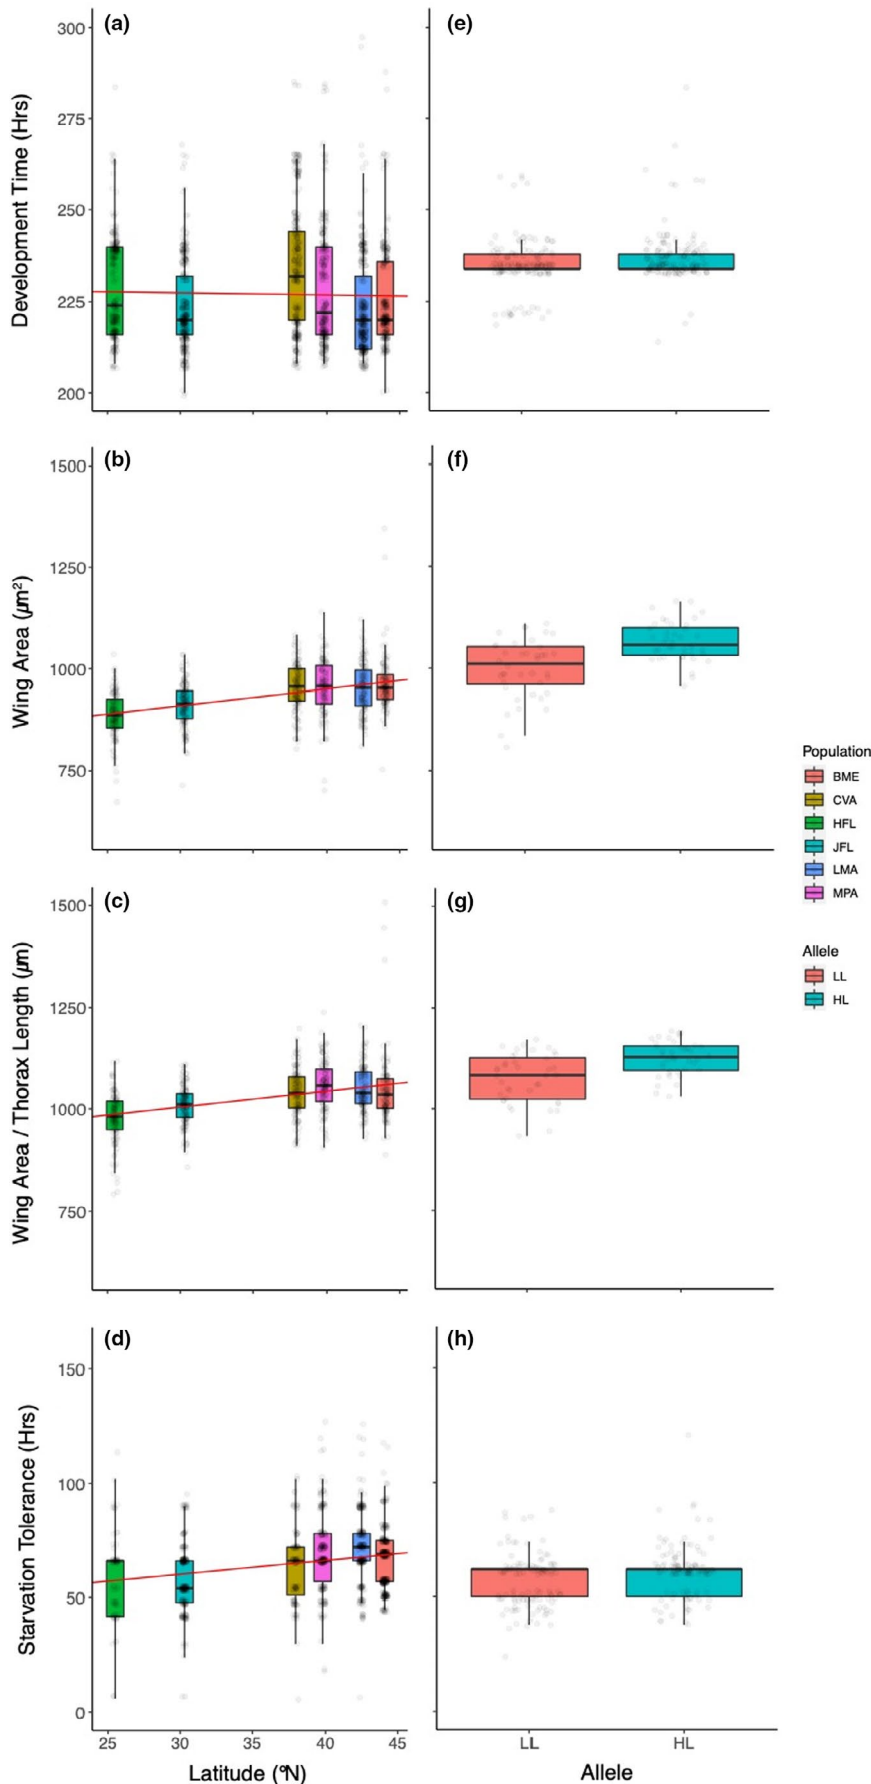 (a)
(e)
300
275
250
225
200
Development Time (Hrs)
(b)
(f)
1500
1250
1000
750
Wing Area (µm²)
Population
BME
CVA
HFL
JFL
LMA
MPA
Allele
LL
HL
(c)
(g)
1500
1250
1000
750
Wing Area / Thorax Length (µm)
(d)
(h)
150
100
50
0
Starvation Tolerance (Hrs)
25 30 35 40 45
LL HL
Latitude (°N)
Allele